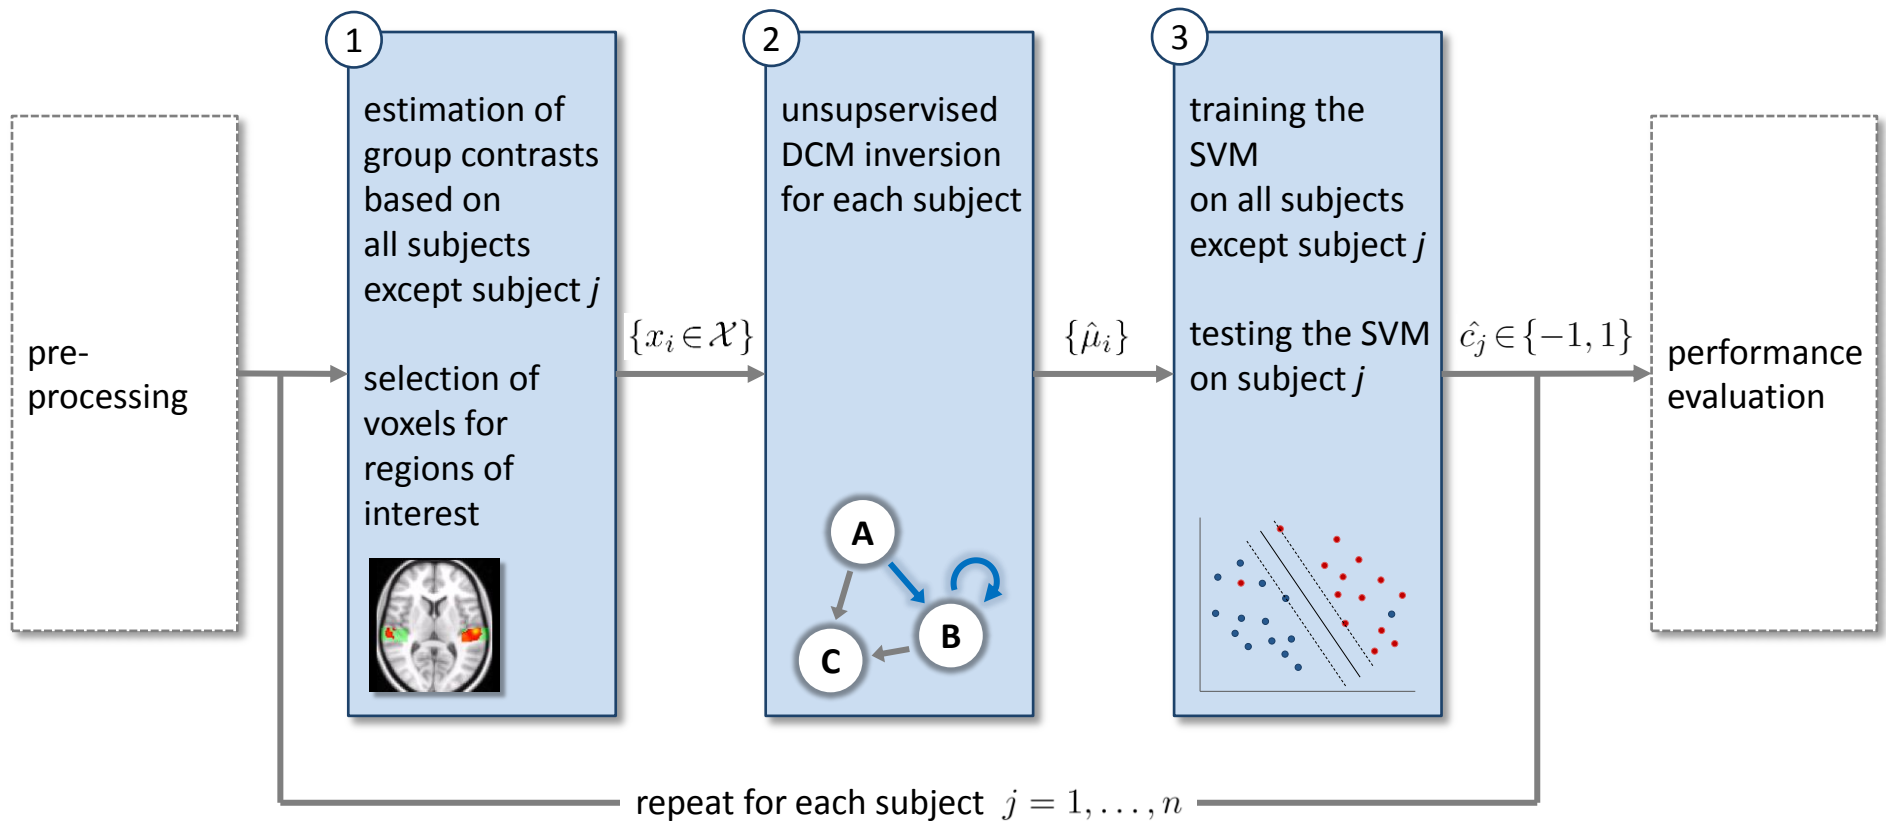 pre-
processing
1
estimation of
group contrasts
based on
all subjects
except subject j
selection of
voxels for
regions of
interest
{x_i ∈ 𝒳}
2
unsupservised
DCM inversion
for each subject
A
B
C
{μ̂_i}
3
training the
SVM
on all subjects
except subject j
testing the SVM
on subject j
ĉ_j ∈ {−1, 1}
performance
evaluation
repeat for each subject j = 1, . . . , n